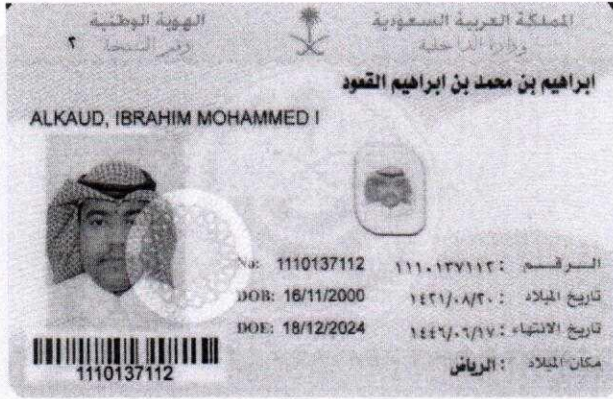 المملكة العربية السعودية
وزارة الداخلية
الهوية الوطنية
٢
ابراهيم بن محمد بن ابراهيم القعود
ALKAUD, IBRAHIM MOHAMMED I
No: 1110137112
الرقم : ١١١٠١٣٧١١٢
DOB: 16/11/2000
تاريخ الميلاد : ١٤٢١/٠٨/٢٠
DOE: 18/12/2024
تاريخ الانتهاء : ١٤٤٦/٠٦/١٧
مكان الميلاد : الرياض
1110137112